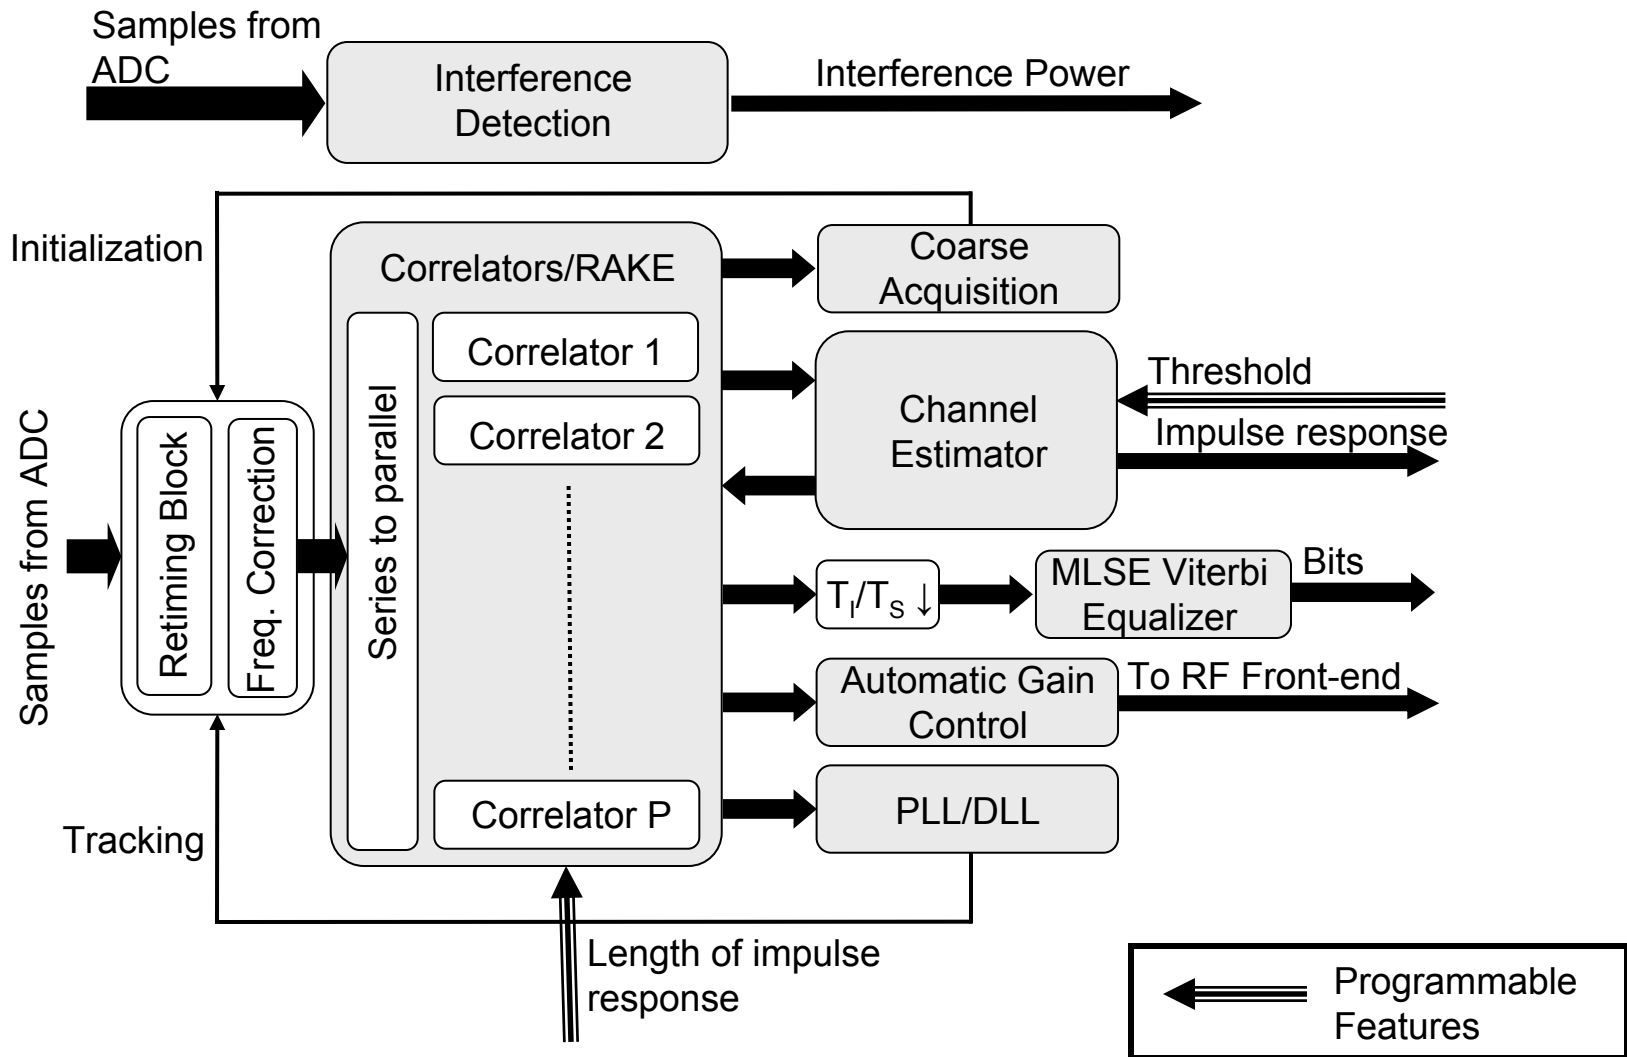 Samples from
ADC
Interference
Detection
Interference Power
Initialization
Correlators/RAKE
Coarse
Acquisition
Series to parallel
Correlator 1
Correlator 2
Correlator P
Channel
Estimator
Threshold
Impulse response
Samples from ADC
Retiming Block
Freq. Correction
T_I/T_S ↓
MLSE Viterbi
Equalizer
Bits
Automatic Gain
Control
To RF Front-end
PLL/DLL
Tracking
Length of impulse
response
Programmable
Features